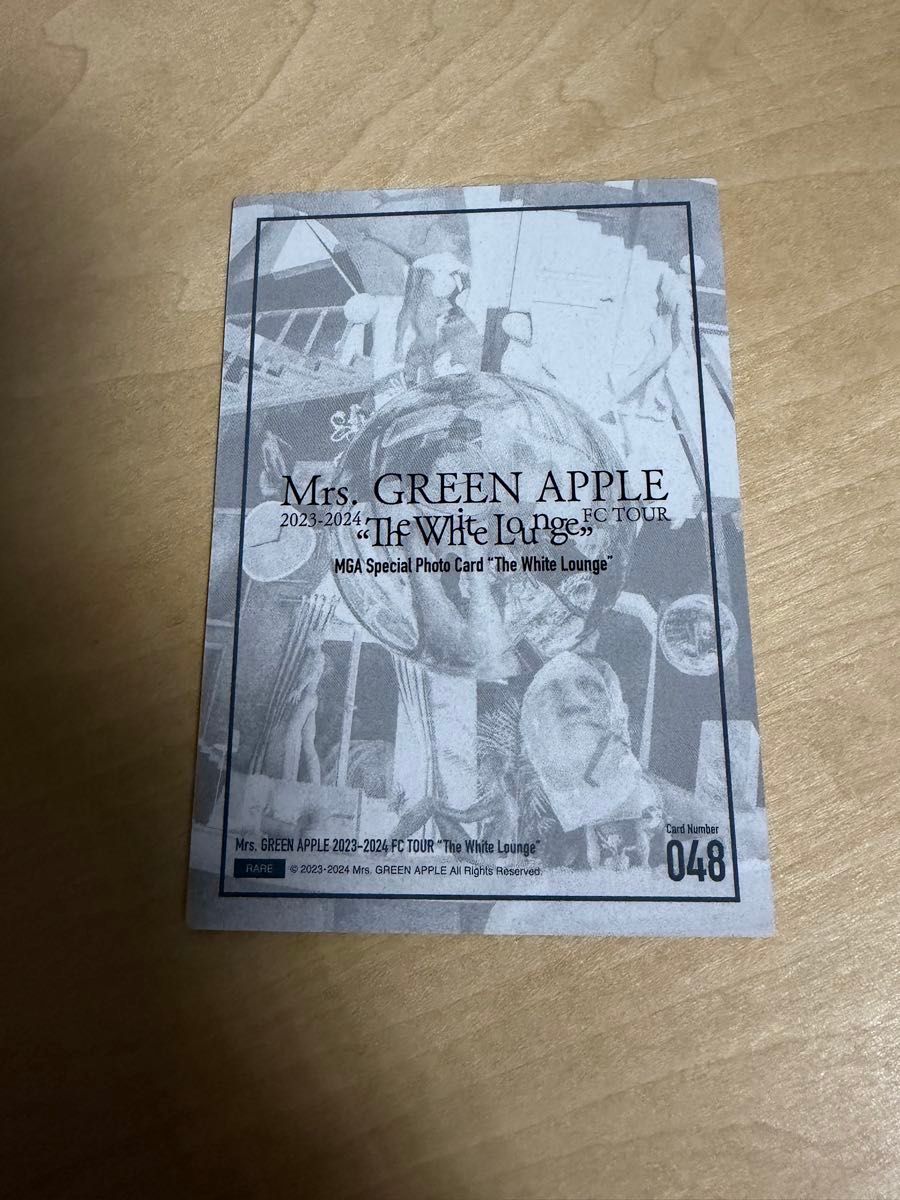 Mrs. GREEN APPLE
2023-2024 “The White Lounge” FC TOUR
MGA Special Photo Card “The White Lounge”
Mrs. GREEN APPLE 2023-2024 FC TOUR “The White Lounge”
RARE © 2023-2024 Mrs. GREEN APPLE All Rights Reserved.
Card Number
048